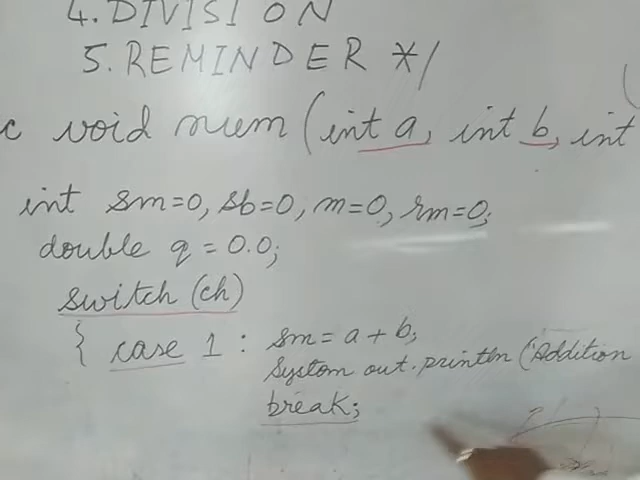 4. DIVISION
5. REMINDER */
c void num (int a, int b, int
int sm=0, sb=0, m=0, rm=0;
double q = 0.0;
switch (ch)
{ case 1 : sm = a + b;
System out.println ("Addition
break;